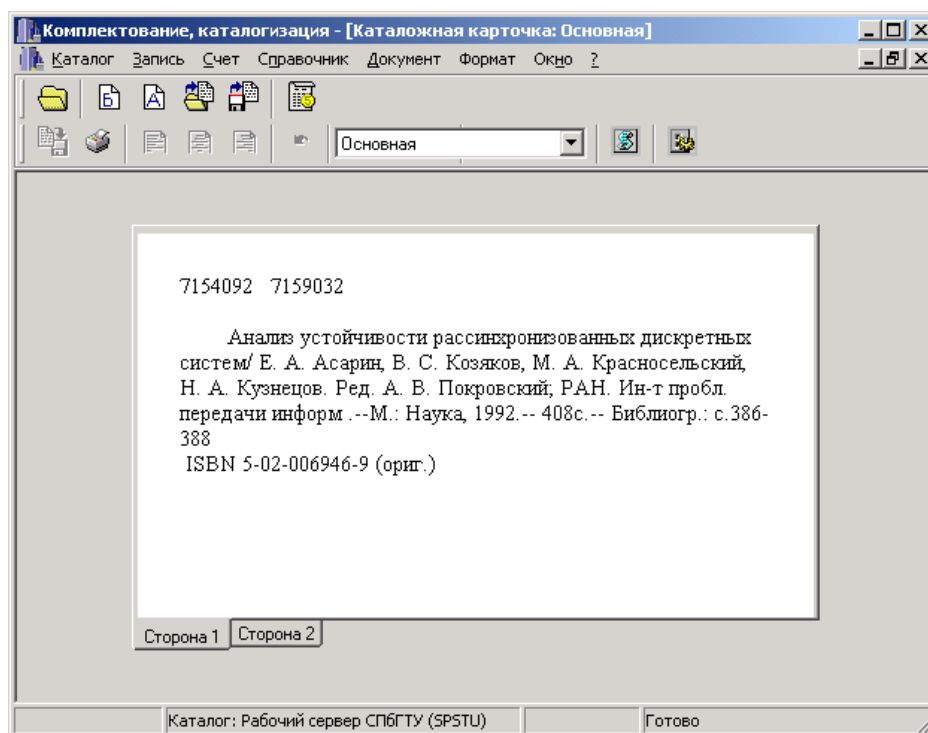 Комплектование, каталогизация - [Каталожная карточка: Основная]
Каталог Запись Счет Справочник Документ Формат Окно ?
Б А
Основная
7154092 7159032
Анализ устойчивости рассинхронизованных дискретных
систем/ Е. А. Асарин, В. С. Козяков, М. А. Красносельский,
Н. А. Кузнецов. Ред. А. В. Покровский; РАН. Ин-т пробл.
передачи информ .--М.: Наука, 1992.-- 408с.-- Библиогр.: с.386-
388
ISBN 5-02-006946-9 (ориг.)
Сторона 1 Сторона 2
Каталог: Рабочий сервер СПбГТУ (SPSTU) Готово